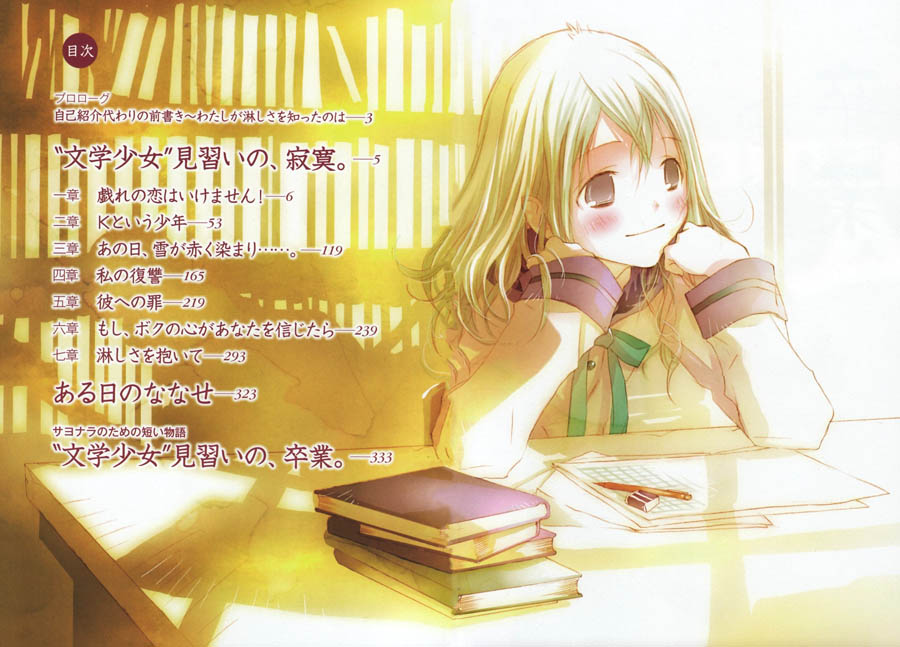 目次
プロローグ
自己紹介代わりの前書き〜わたしが淋しさを知ったのは—3
“文学少女”見習いの、寂寞。—5
一章 戯れの恋はいけません!—6
二章 Kという少年—53
三章 あの日、雪が赤く染まり……。—119
四章 私の復讐—165
五章 彼への罪—219
六章 もし、ボクの心があなたを信じたら—239
七章 淋しさを抱いて—293
ある日のななせ—323
サヨナラのための短い物語
“文学少女”見習いの、卒業。—333